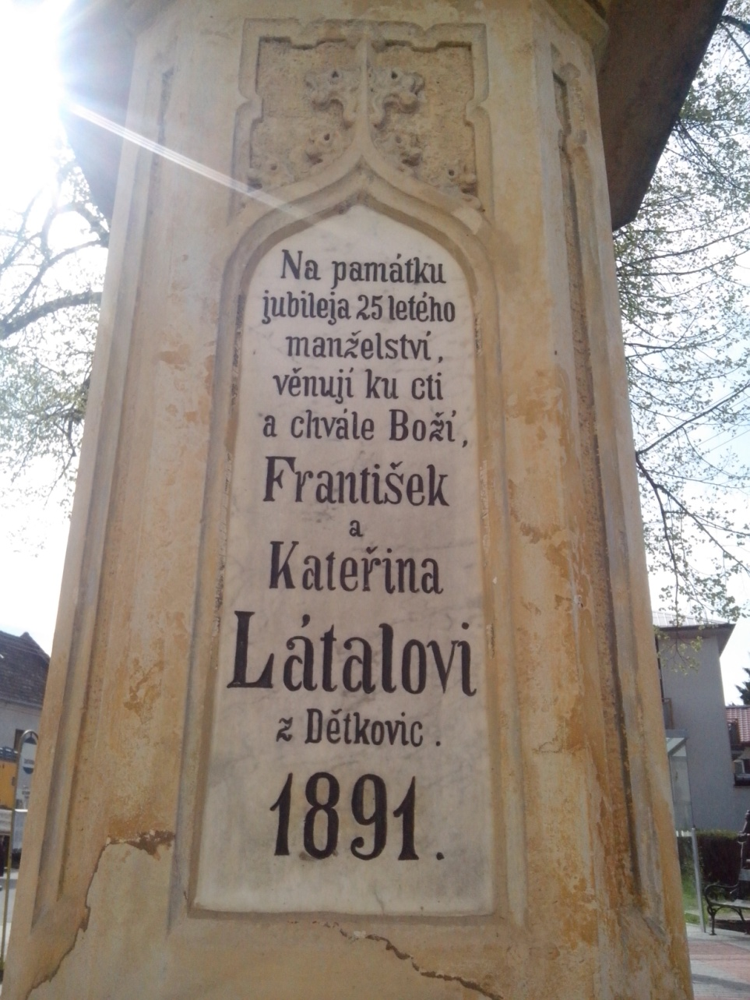 Na památku
jubileja 25 letého
manželství,
věnují ku cti
a chvále Boží,
František
a
Kateřina
Látalovi
z Dětkovic.
1891.